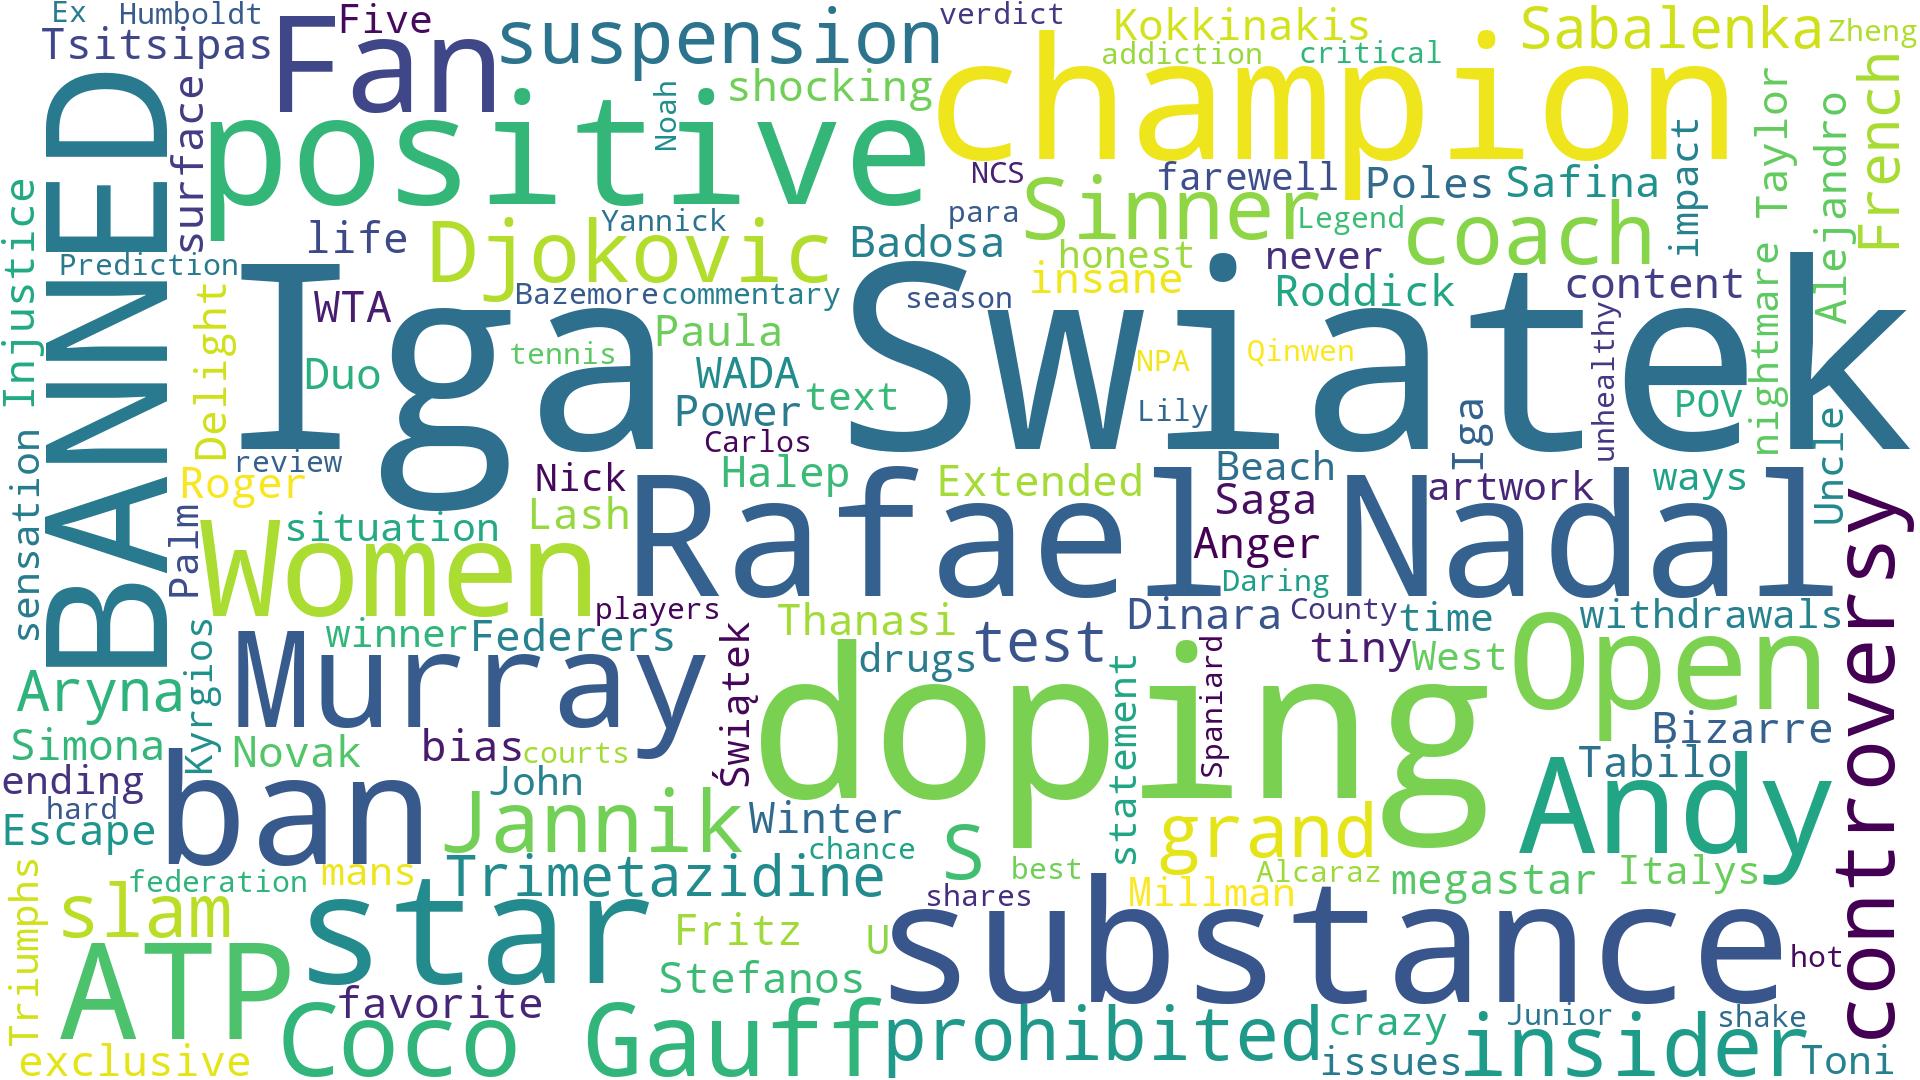 Ex Humboldt Five verdict Kokkinakis Sabalenka Zheng
Tsitsipas Fan suspension champion addiction critical
shocking positive Noah surface BANNED
NCS farewell Poles Safina impact Taylor Alejandro French
Injustice life Yannick para Sinner Legend coach
Prediction Djokovic Badosa honest never nightmare
WTA Bazemore commentary season insane Roddick content
Delight Iga Swiatek
Duo tennis Paula WADA NPA Qinwen unhealthy POV
Power text Lily Iga Uncle
Carlos
review Roger Nick Halep Extended Beach artwork ways
Saga
sensation Palm situation Lash Rafael Nadal Anger controversy
Women Daring
players Thanasi Dinara County time withdrawals
Kyrgios winner Federers Świątek drugs test Spaniard tiny West Open
Aryna Murray doping statement
Simona Novak bias courts Bizarre
ending John Tabilo
hard ban Jannik Winter S grand Andy
Escape chance
federation mans Trimetazidine best Alcaraz megastar Italys
Triumphs slam star shares Millman substance
ATP Fritz U hot
Stefanos
favorite Coco Gauff prohibited crazy Junior shake
exclusive issues insider Toni